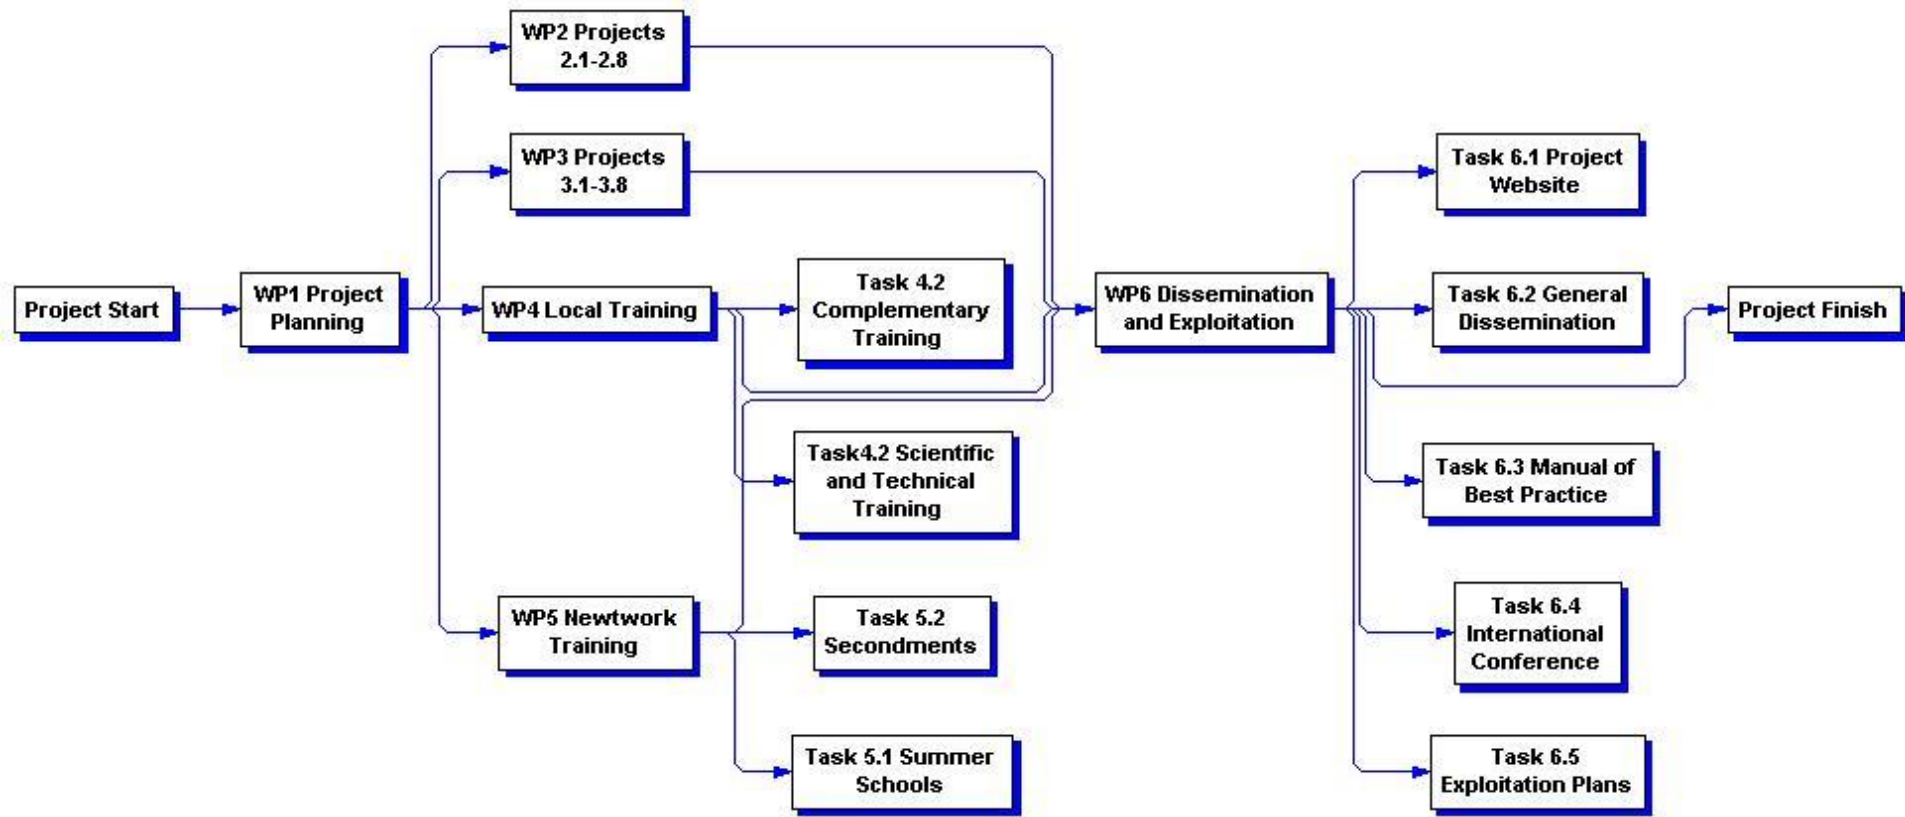 Project Start
WP1 Project
Planning
WP2 Projects
2.1-2.8
WP3 Projects
3.1-3.8
WP4 Local Training
WP5 Newtwork
Training
Task 4.2
Complementary
Training
Task4.2 Scientific
and Technical
Training
Task 5.2
Secondments
Task 5.1 Summer
Schools
WP6 Dissemination
and Exploitation
Task 6.1 Project
Website
Task 6.2 General
Dissemination
Task 6.3 Manual of
Best Practice
Task 6.4
International
Conference
Task 6.5
Exploitation Plans
Project Finish